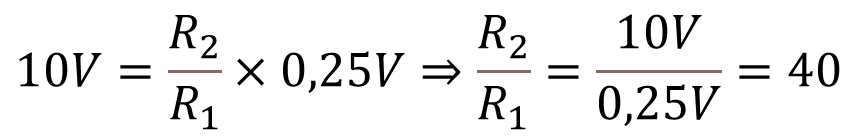 10V = R₂/R₁ × 0,25V ⇒ R₂/R₁ = 10V/0,25V = 40